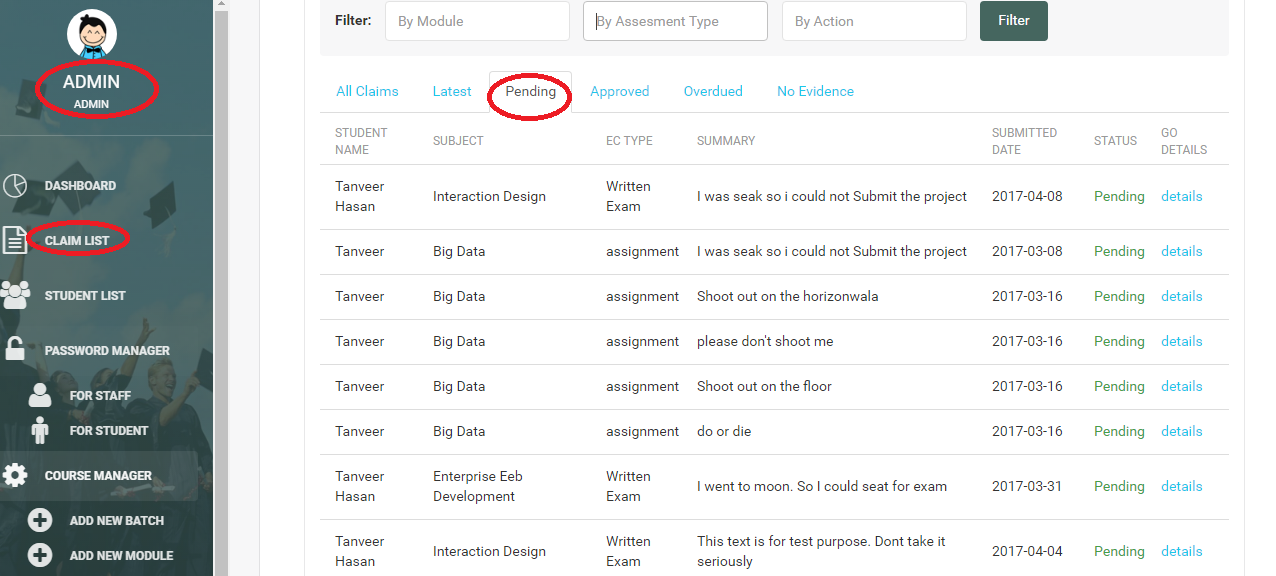 ADMIN
ADMIN
DASHBOARD
CLAIM LIST
STUDENT LIST
PASSWORD MANAGER
FOR STAFF
FOR STUDENT
COURSE MANAGER
ADD NEW BATCH
ADD NEW MODULE
Filter: By Module By Assesment Type By Action Filter
All Claims Latest Pending Approved Overdued No Evidence
STUDENT NAME SUBJECT EC TYPE SUMMARY SUBMITTED DATE STATUS GO DETAILS
Tanveer Hasan Interaction Design Written Exam I was seak so i could not Submit the project 2017-04-08 Pending details
Tanveer Big Data assignment I was seak so i could not Submit the project 2017-03-08 Pending details
Tanveer Big Data assignment Shoot out on the horizonwala 2017-03-16 Pending details
Tanveer Big Data assignment please don't shoot me 2017-03-16 Pending details
Tanveer Big Data assignment Shoot out on the floor 2017-03-16 Pending details
Tanveer Big Data assignment do or die 2017-03-16 Pending details
Tanveer Hasan Enterprise Eeb Development Written Exam I went to moon. So I could seat for exam 2017-03-31 Pending details
Tanveer Hasan Interaction Design Written Exam This text is for test purpose. Dont take it seriously 2017-04-04 Pending details